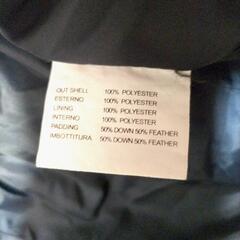 OUT SHELL 100% POLYESTER
ESTERNO 100% POLYESTER
LINING 100% POLYESTER
INTERNO 100% POLYESTER
PADDING 50% DOWN 50% FEATHER
IMBOTTITURA 50% DOWN 50% FEATHER